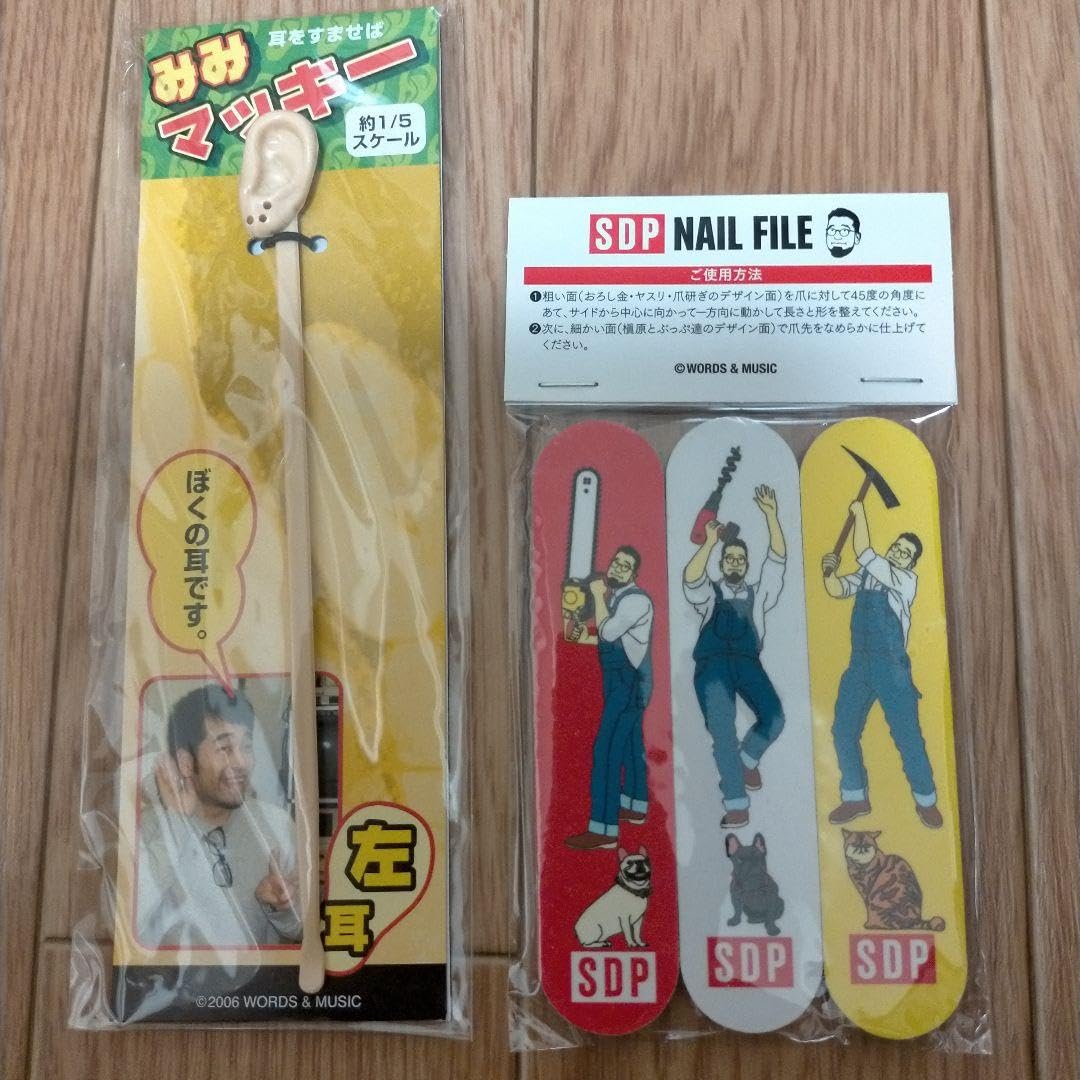 耳をすませば
みみ
マッキー
約1/5
スケール
ぼくの耳です。
左
耳
©2006 WORDS & MUSIC
SDP NAIL FILE
ご使用方法
❶粗い面(おろし金・ヤスリ・爪研ぎのデザイン面)を爪に対して45度の角度に
あて、サイドから中心に向かって一方向に動かして長さと形を整えてください。
❷次に、細かい面(槇原とぷっぷ達のデザイン面)で爪先をなめらかに仕上げて
ください。
©WORDS & MUSIC
SDP
SDP
SDP